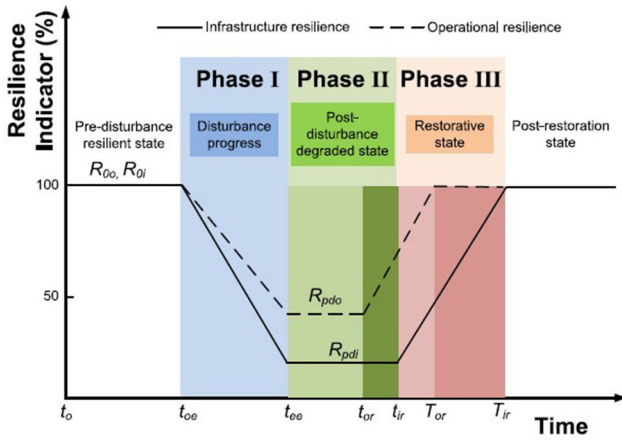 Infrastructure resilience
Operational resilience
Resilience
Indicator (%)
Phase I
Phase II
Phase III
Pre-disturbance
resilient state
Disturbance
progress
Post-
disturbance
degraded state
Restorative
state
Post-restoration
state
R0o, R0i
100
50
Rpdo
Rpdi
to
toe
tee
tor
tir
Tor
Tir
Time